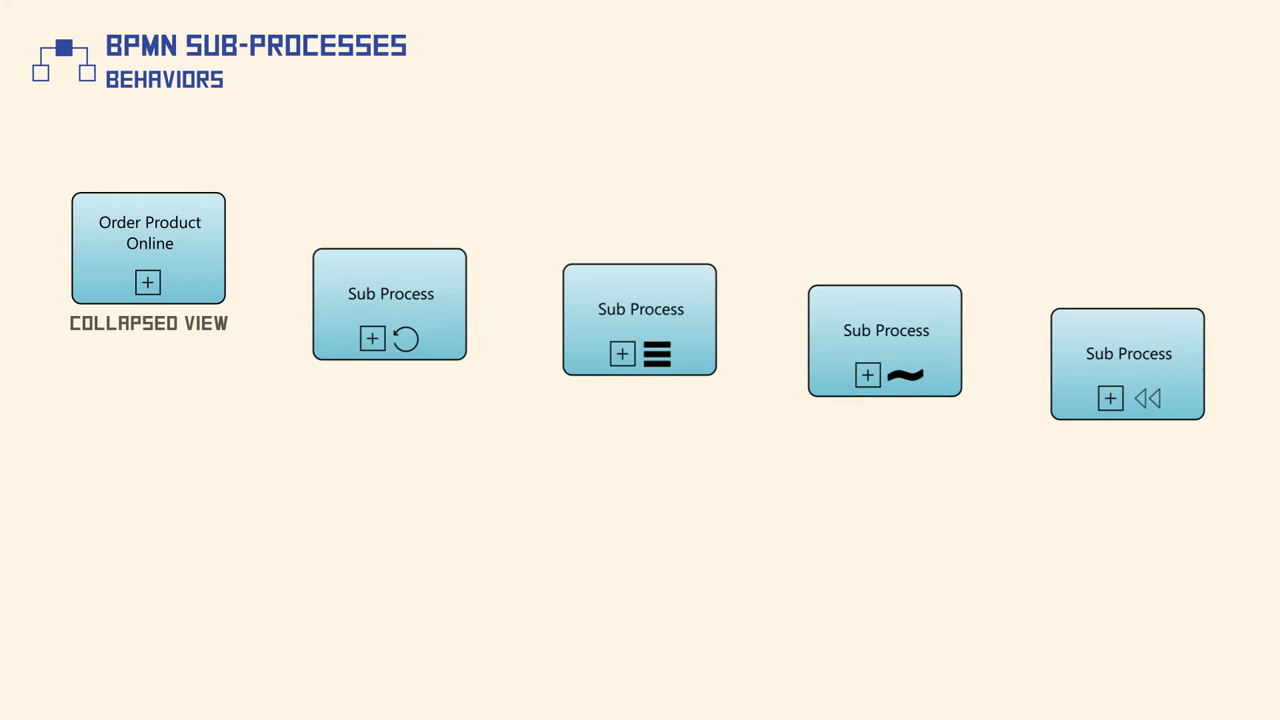 BPMN SUB-PROCESSES
BEHAVIORS
Order Product
Online
COLLAPSED VIEW
Sub Process
Sub Process
Sub Process
Sub Process